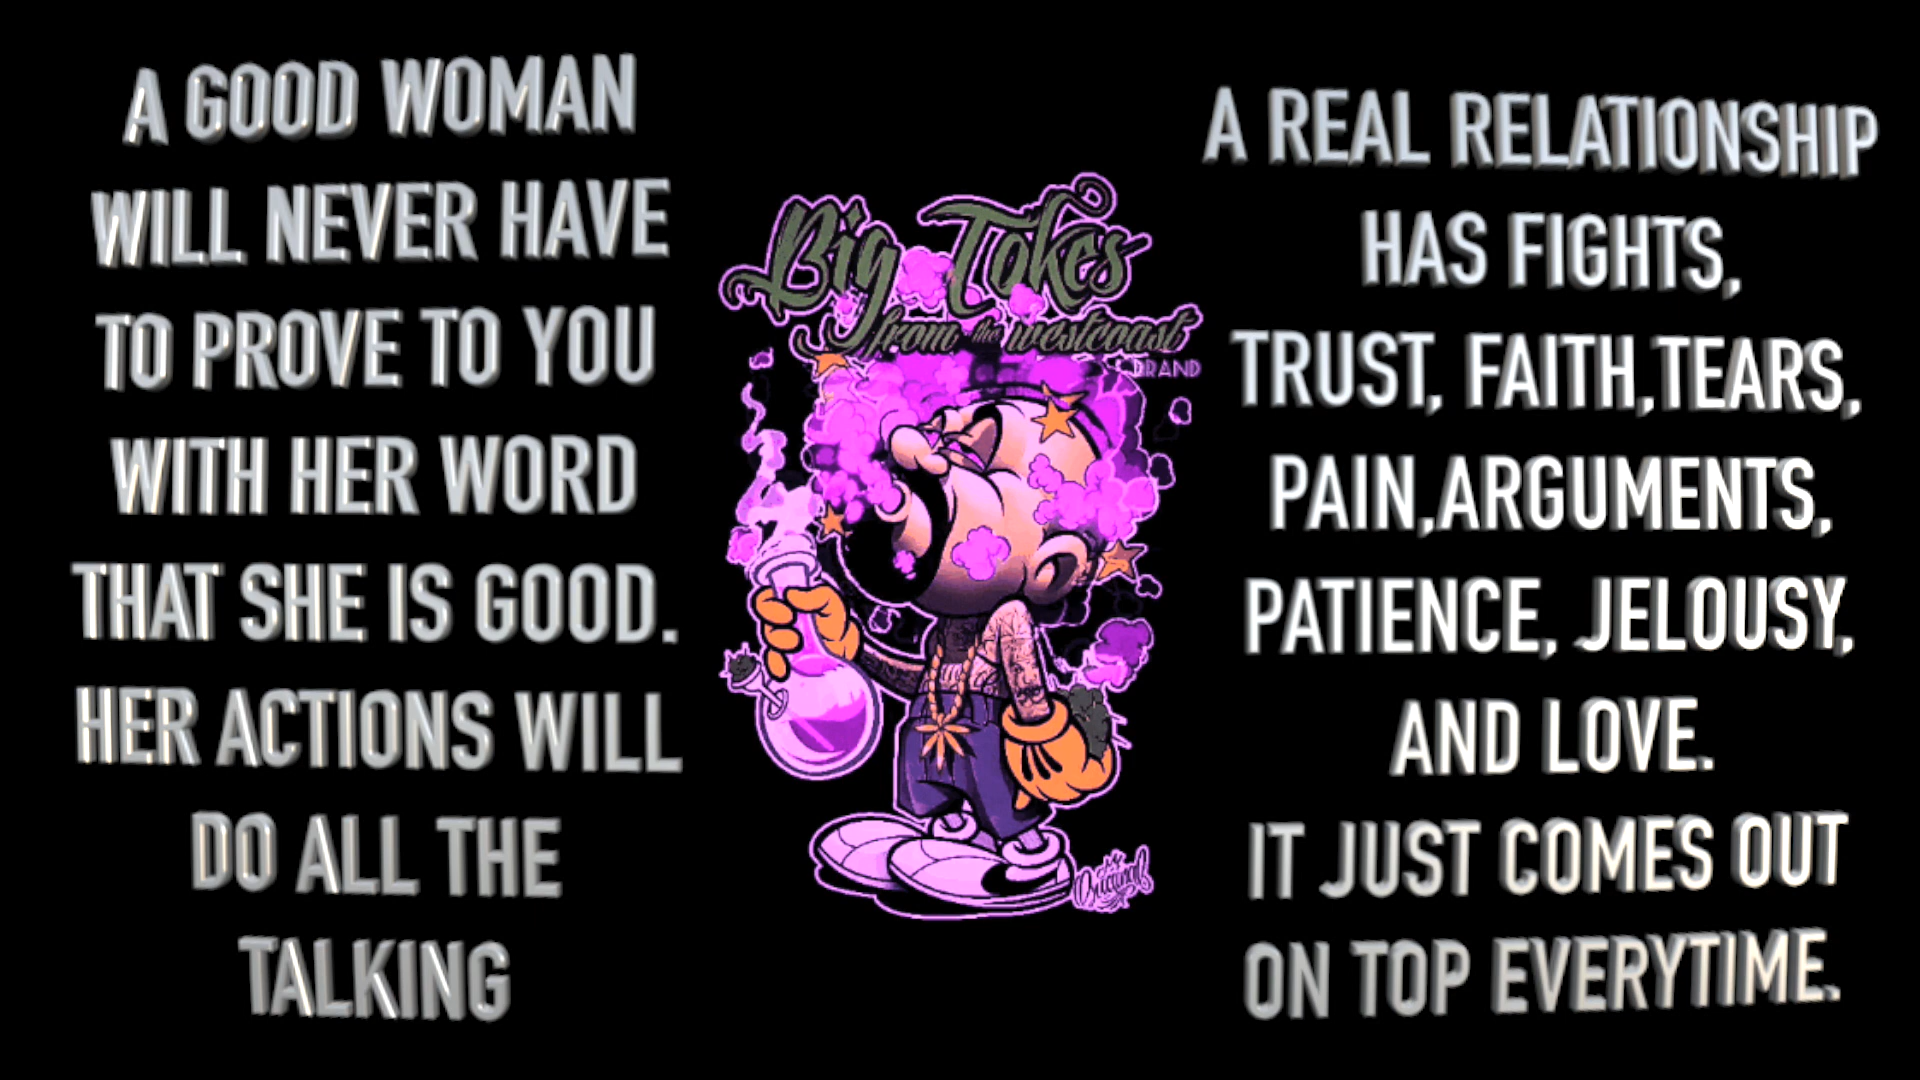 A GOOD WOMAN
WILL NEVER HAVE
TO PROVE TO YOU
WITH HER WORD
THAT SHE IS GOOD.
HER ACTIONS WILL
DO ALL THE
TALKING
Big Tokes
from the westcoast
BRAND
Original
A REAL RELATIONSHIP
HAS FIGHTS,
TRUST, FAITH,TEARS,
PAIN,ARGUMENTS,
PATIENCE, JELOUSY,
AND LOVE.
IT JUST COMES OUT
ON TOP EVERYTIME.